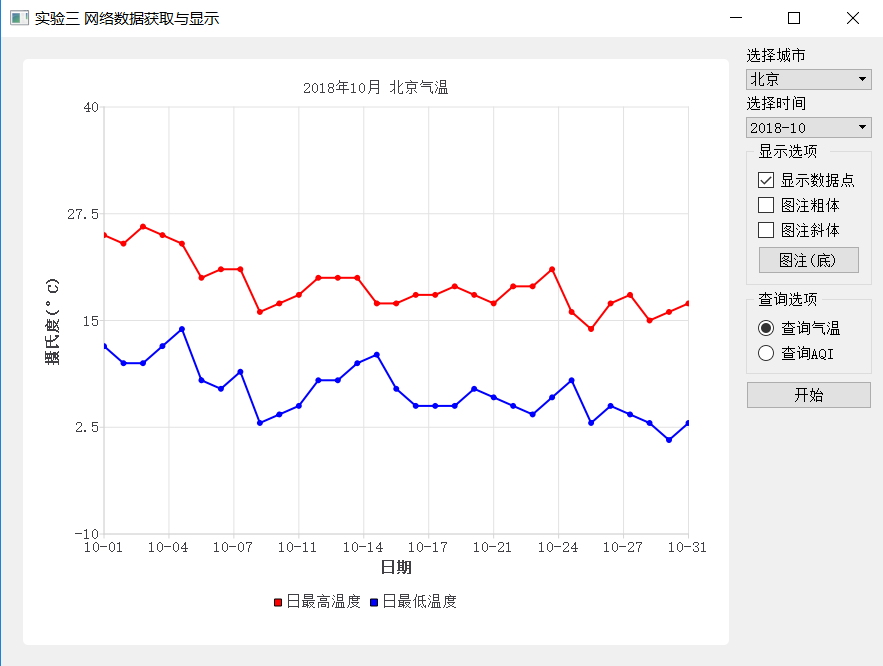 实验三 网络数据获取与显示
2018年10月 北京气温
40
27.5
15
2.5
-10
摄氏度(°C)
10-01 10-04 10-07 10-11 10-14 10-17 10-21 10-24 10-27 10-31
日期
日最高温度 日最低温度
选择城市
北京
选择时间
2018-10
显示选项
显示数据点
图注粗体
图注斜体
图注(底)
查询选项
查询气温
查询AQI
开始